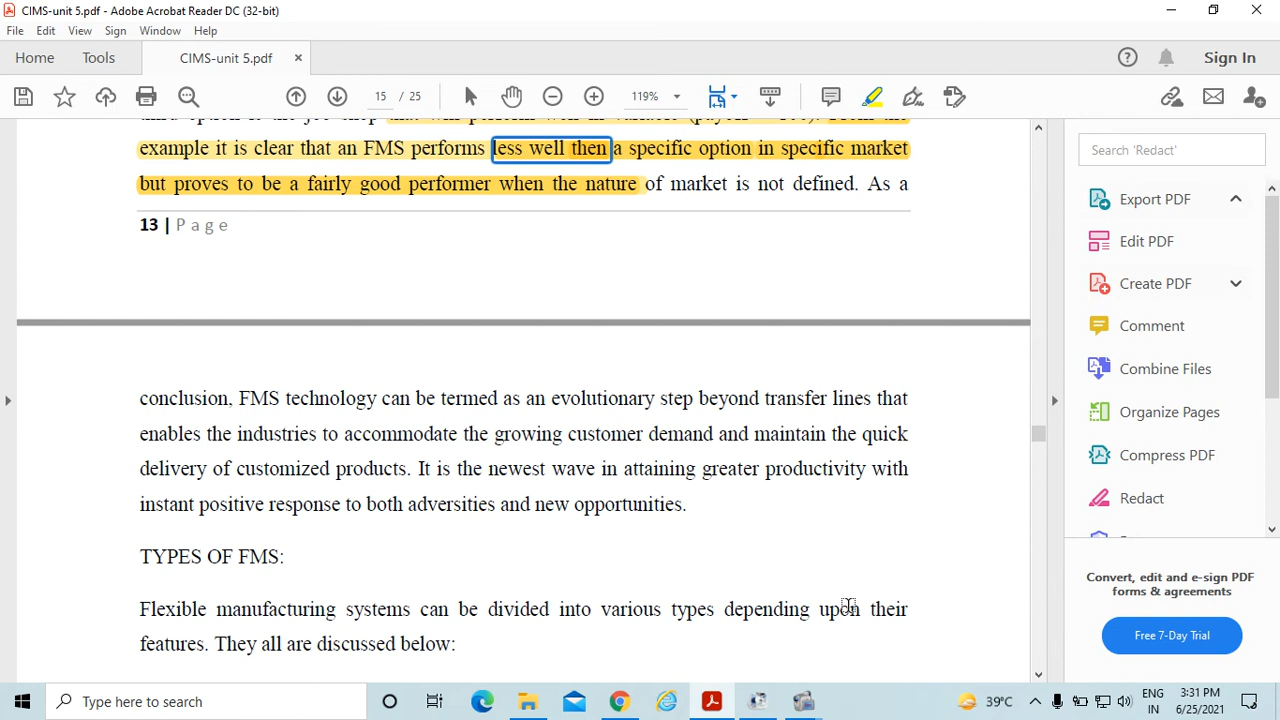 CIMS-unit 5.pdf - Adobe Acrobat Reader DC (32-bit)
File Edit View Sign Window Help
Home Tools CIMS-unit 5.pdf × Sign In
15 / 25 119%
example it is clear that an FMS performs less well then a specific option in specific market
but proves to be a fairly good performer when the nature of market is not defined. As a
13 | P a g e
conclusion, FMS technology can be termed as an evolutionary step beyond transfer lines that
enables the industries to accommodate the growing customer demand and maintain the quick
delivery of customized products. It is the newest wave in attaining greater productivity with
instant positive response to both adversities and new opportunities.
TYPES OF FMS:
Flexible manufacturing systems can be divided into various types depending upon their
features. They all are discussed below:
Search 'Redact'
Export PDF
Edit PDF
Create PDF
Comment
Combine Files
Organize Pages
Compress PDF
Redact
Convert, edit and e-sign PDF
forms & agreements
Free 7-Day Trial
Type here to search
39°C
ENG
IN
3:31 PM
6/25/2021